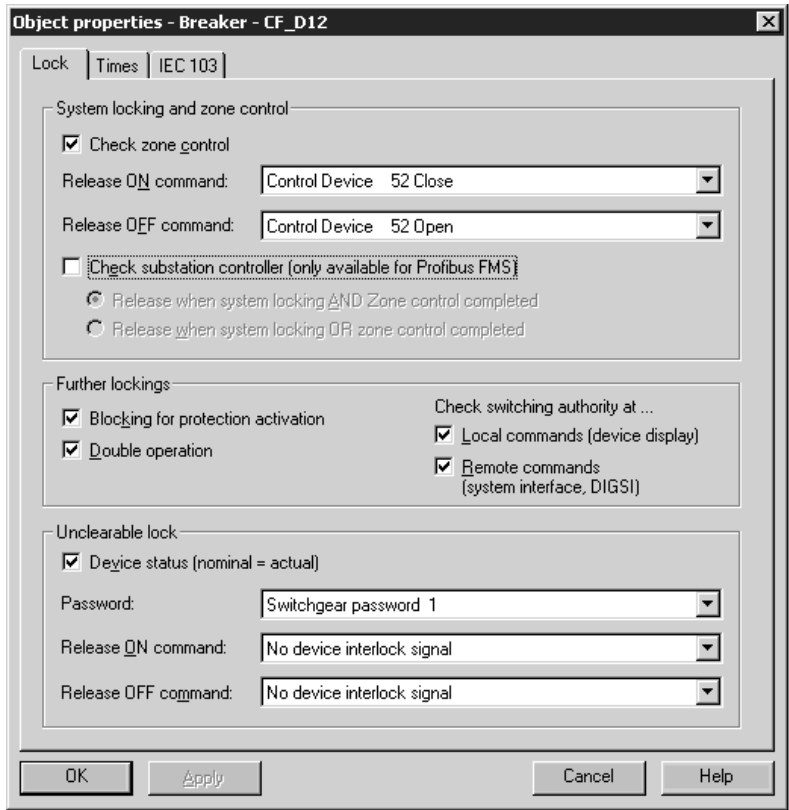 Object properties - Breaker - CF_D12
Lock Times IEC 103
System locking and zone control
Check zone control
Release ON command: Control Device 52 Close
Release OFF command: Control Device 52 Open
Check substation controller (only available for Profibus FMS)
Release when system locking AND Zone control completed
Release when system locking OR zone control completed
Further lockings
Blocking for protection activation
Double operation
Check switching authority at ...
Local commands (device display)
Remote commands
(system interface, DIGSI)
Unclearable lock
Device status (nominal = actual)
Password: Switchgear password 1
Release ON command: No device interlock signal
Release OFF command: No device interlock signal
OK Apply Cancel Help